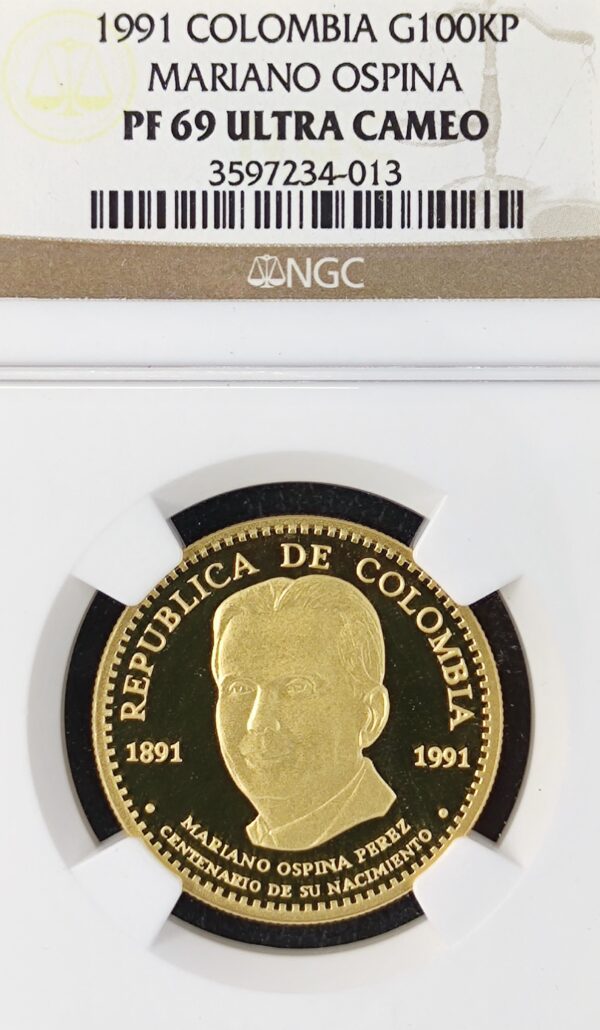 1991 COLOMBIA G100KP
MARIANO OSPINA
PF 69 ULTRA CAMEO
3597234-013
NGC
REPUBLICA DE COLOMBIA
1891 1991
MARIANO OSPINA PEREZ
CENTENARIO DE SU NACIMIENTO